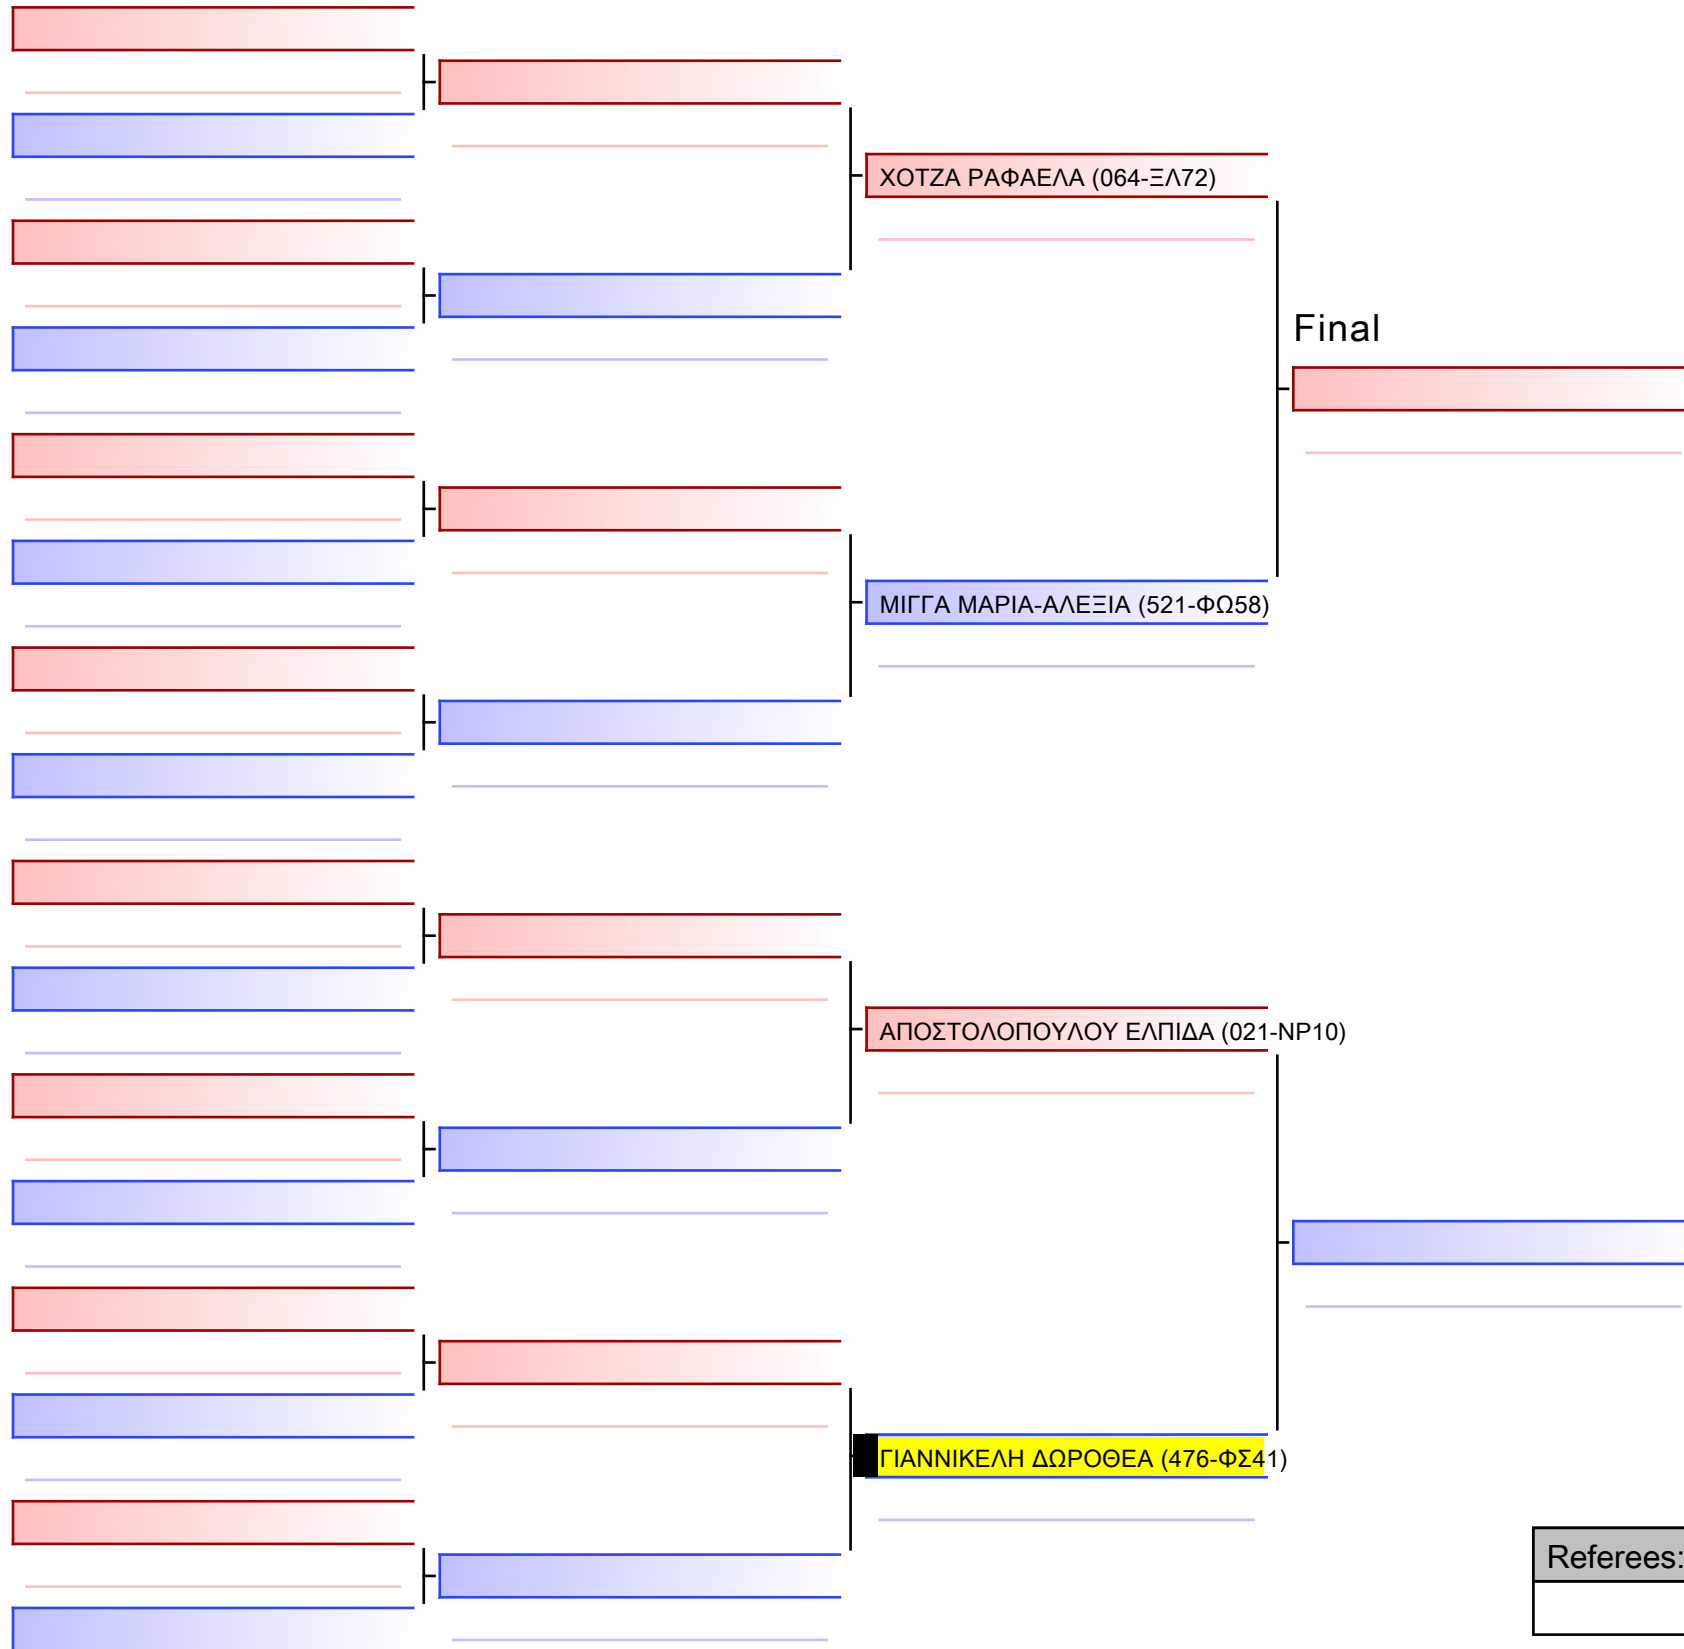 ΧΟΤΖΑ ΡΑΦΑΕΛΑ (064-ΞΛ72)
Final
ΜΙΓΓΑ ΜΑΡΙΑ-ΑΛΕΞΙΑ (521-ΦΩ58)
ΑΠΟΣΤΟΛΟΠΟΥΛΟΥ ΕΛΠΙΔΑ (021-ΝΡ10)
ΓΙΑΝΝΙΚΕΛΗ ΔΩΡΟΘΕΑ (476-ΦΣ41)
Referees: